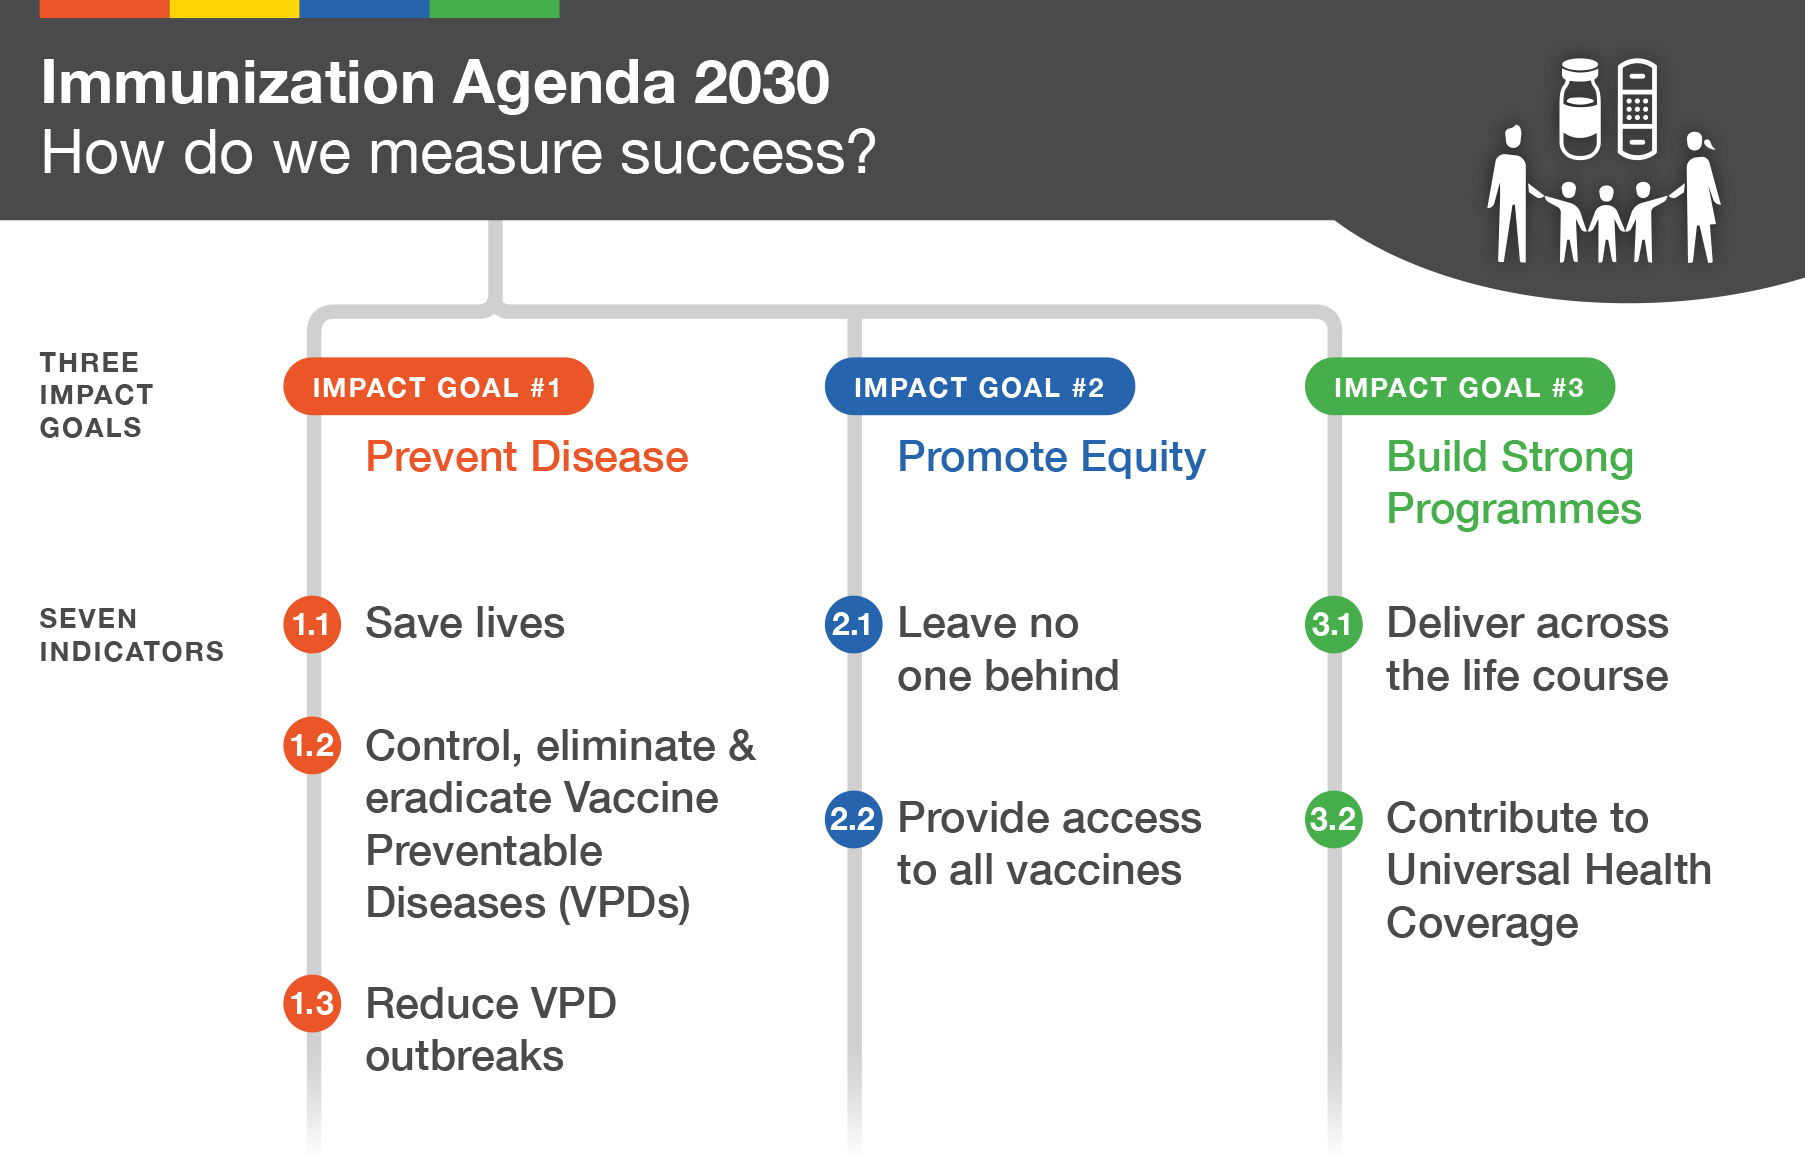 Immunization Agenda 2030
How do we measure success?
THREE
IMPACT
GOALS
IMPACT GOAL #1
Prevent Disease
IMPACT GOAL #2
Promote Equity
IMPACT GOAL #3
Build Strong
Programmes
SEVEN
INDICATORS
1.1 Save lives
1.2 Control, eliminate &
eradicate Vaccine
Preventable
Diseases (VPDs)
1.3 Reduce VPD
outbreaks
2.1 Leave no
one behind
2.2 Provide access
to all vaccines
3.1 Deliver across
the life course
3.2 Contribute to
Universal Health
Coverage